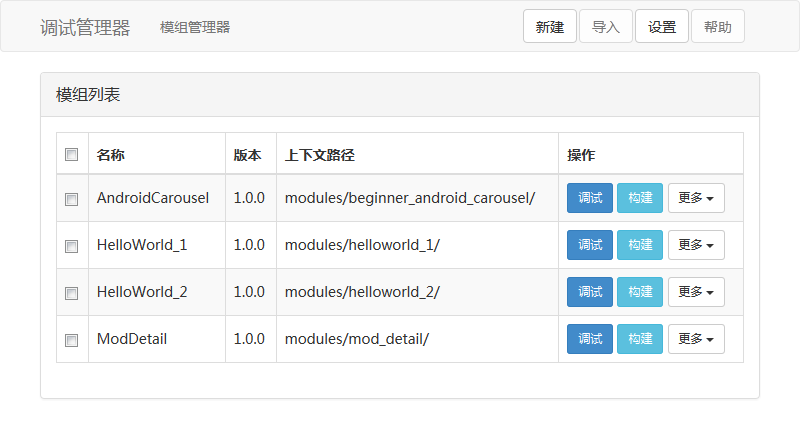 调试管理器 模组管理器 新建 导入 设置 帮助
模组列表
名称 版本 上下文路径 操作
AndroidCarousel 1.0.0 modules/beginner_android_carousel/ 调试 构建 更多
HelloWorld_1 1.0.0 modules/helloworld_1/ 调试 构建 更多
HelloWorld_2 1.0.0 modules/helloworld_2/ 调试 构建 更多
ModDetail 1.0.0 modules/mod_detail/ 调试 构建 更多